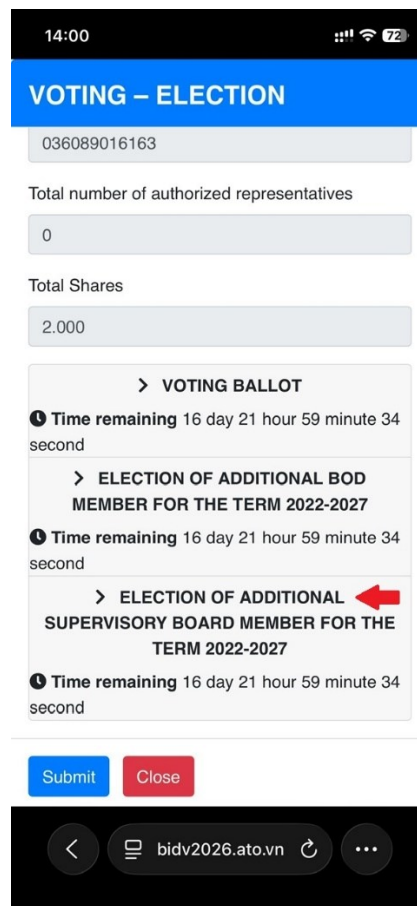 14:00
72
VOTING – ELECTION
036089016163
Total number of authorized representatives
0
Total Shares
2.000
VOTING BALLOT
Time remaining 16 day 21 hour 59 minute 34
second
ELECTION OF ADDITIONAL BOD
MEMBER FOR THE TERM 2022-2027
Time remaining 16 day 21 hour 59 minute 34
second
ELECTION OF ADDITIONAL
SUPERVISORY BOARD MEMBER FOR THE
TERM 2022-2027
Time remaining 16 day 21 hour 59 minute 34
second
Submit Close
bidv2026.ato.vn